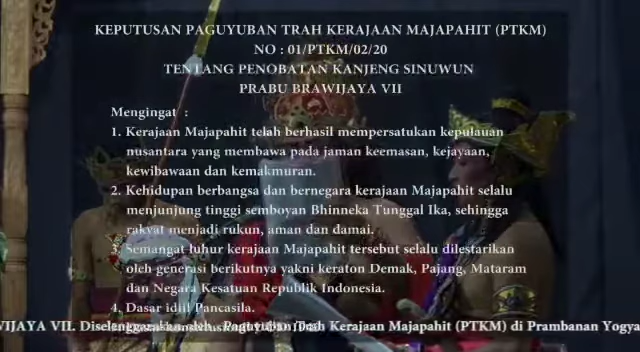 KEPUTUSAN PAGUYUBAN TRAH KERAJAAN MAJAPAHIT (PTKM)
NO : 01/PTKM/02/20
TENTANG PENOBATAN KANJENG SINUWUN
PRABU BRAWIJAYA VII
Mengingat :
1. Kerajaan Majapahit telah berhasil mempersatukan kepulauan
nusantara yang membawa pada jaman keemasan, kejayaan,
kewibawaan dan kemakmuran.
2. Kehidupan berbangsa dan bernegara kerajaan Majapahit selalu
menjunjung tinggi semboyan Bhinneka Tunggal Ika, sehingga
rakyat menjadi rukun, aman dan damai.
3. Semangat luhur kerajaan Majapahit tersebut selalu dilestarikan
oleh generasi berikutnya yakni keraton Demak, Pajang, Mataram
dan Negara Kesatuan Republik Indonesia.
4. Dasar idiil Pancasila.
WIJAYA VII. Diselenggarakan oleh Paguyuban Trah Kerajaan Majapahit (PTKM) di Prambanan Yogya